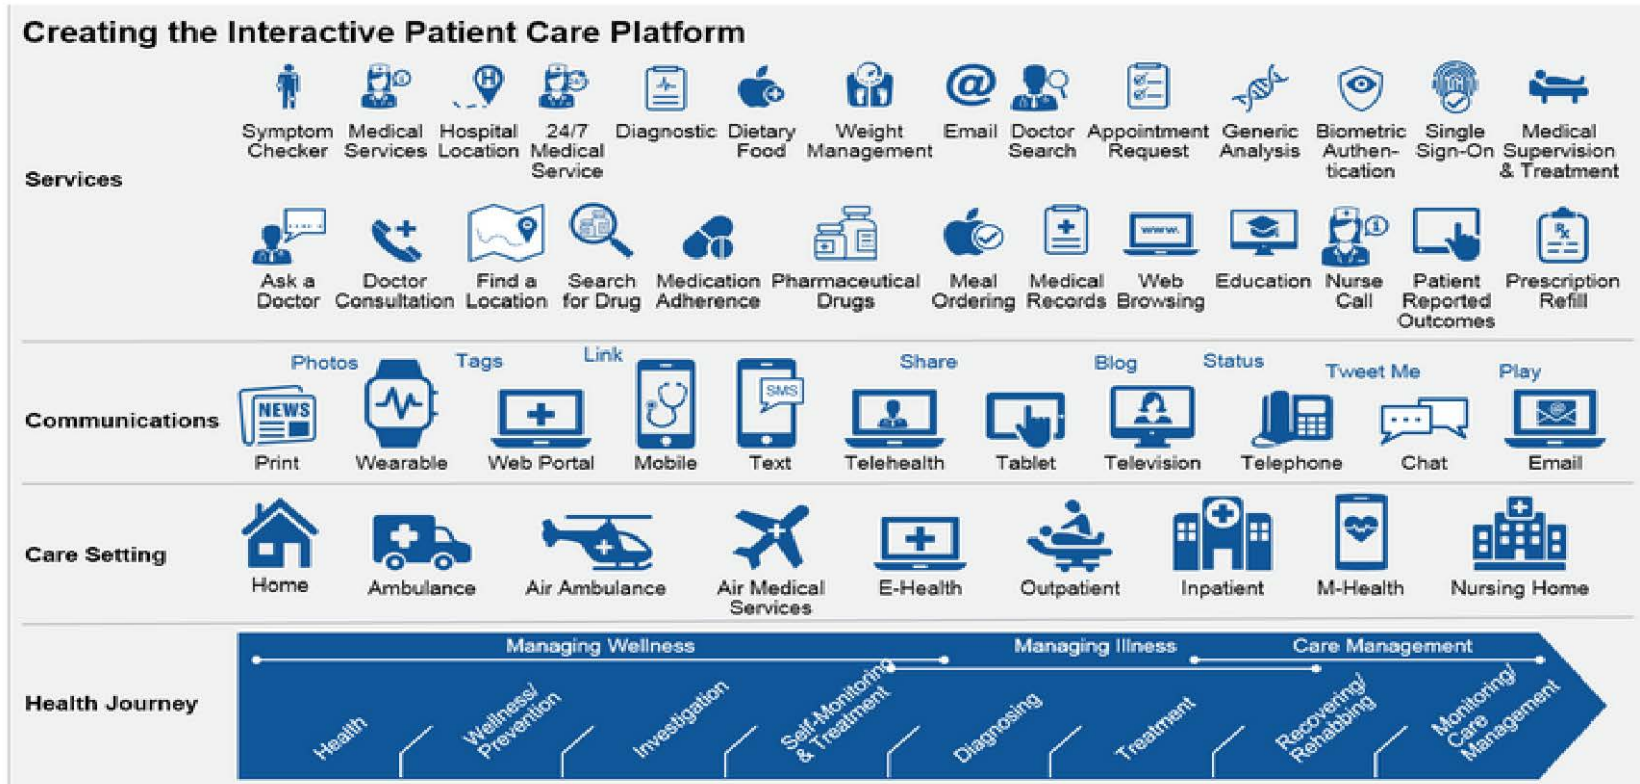 Creating the Interactive Patient Care Platform
Services
Symptom Checker
Medical Services
Hospital Location
24/7 Medical Service
Diagnostic
Dietary Food
Weight Management
@
Email
Doctor Search
Appointment Request
Generic Analysis
Biometric Authen-tication
Single Sign-On
Medical Supervision & Treatment
H
Ask a Doctor
Doctor Consultation
Find a Location
Search for Drug
Medication Adherence
Pharmaceutical Drugs
Meal Ordering
Medical Records
www.
Web Browsing
Education
Nurse Call
Patient Reported Outcomes
Rx
Prescription Refill
Communications
Photos
Tags
Link
Share
Blog
Status
Tweet Me
Play
NEWS
SMS
@
Print
Wearable
Web Portal
Mobile
Text
Telehealth
Tablet
Television
Telephone
Chat
Email
Care Setting
Home
Ambulance
Air Ambulance
Air Medical Services
E-Health
Outpatient
Inpatient
M-Health
Nursing Home
Health Journey
Managing Wellness
Managing Illness
Care Management
Health
Wellness/ Prevention
Investigation
Self-Monitoring & Treatment
Diagnosing
Treatment
Recovering/ Rehabbing
Monitoring/ Care Management